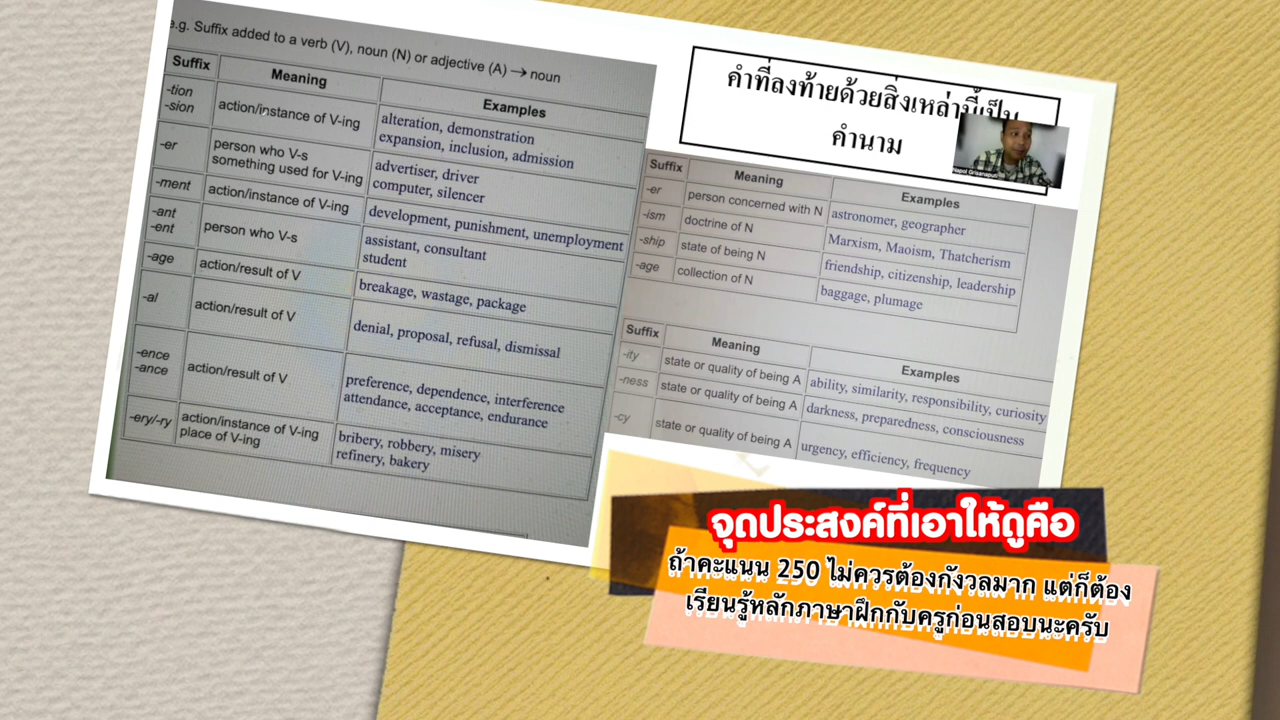 e.g. Suffix added to a verb (V), noun (N) or adjective (A) → noun
Suffix Meaning Examples
-tion
-sion
action/instance of V-ing
alteration, demonstration
expansion, inclusion, admission
-er
person who V-s
something used for V-ing
advertiser, driver
computer, silencer
-ment
action/instance of V-ing
development, punishment, unemployment
-ant
-ent
person who V-s
assistant, consultant
student
-age
action/result of V
breakage, wastage, package
-al
action/result of V
denial, proposal, refusal, dismissal
-ence
-ance
action/result of V
preference, dependence, interference
attendance, acceptance, endurance
-ery/-ry
action/instance of V-ing
place of V-ing
bribery, robbery, misery
refinery, bakery
คำที่ลงท้ายด้วยสิ่งเหล่านี้เป็น
คำนาม
Suffix Meaning Examples
-er person concerned with N astronomer, geographer
-ism doctrine of N Marxism, Maoism, Thatcherism
-ship state of being N friendship, citizenship, leadership
-age collection of N baggage, plumage
Suffix Meaning Examples
-ity state or quality of being A ability, similarity, responsibility, curiosity
-ness state or quality of being A darkness, preparedness, consciousness
-cy state or quality of being A urgency, efficiency, frequency
จุดประสงค์ที่เอาให้ดูคือ
ถ้าคะแนน 250 ไม่ควรต้องกังวลมาก แต่ก็ต้อง
เรียนรู้หลักภาษาฝึกกับครูก่อนสอบนะครับ